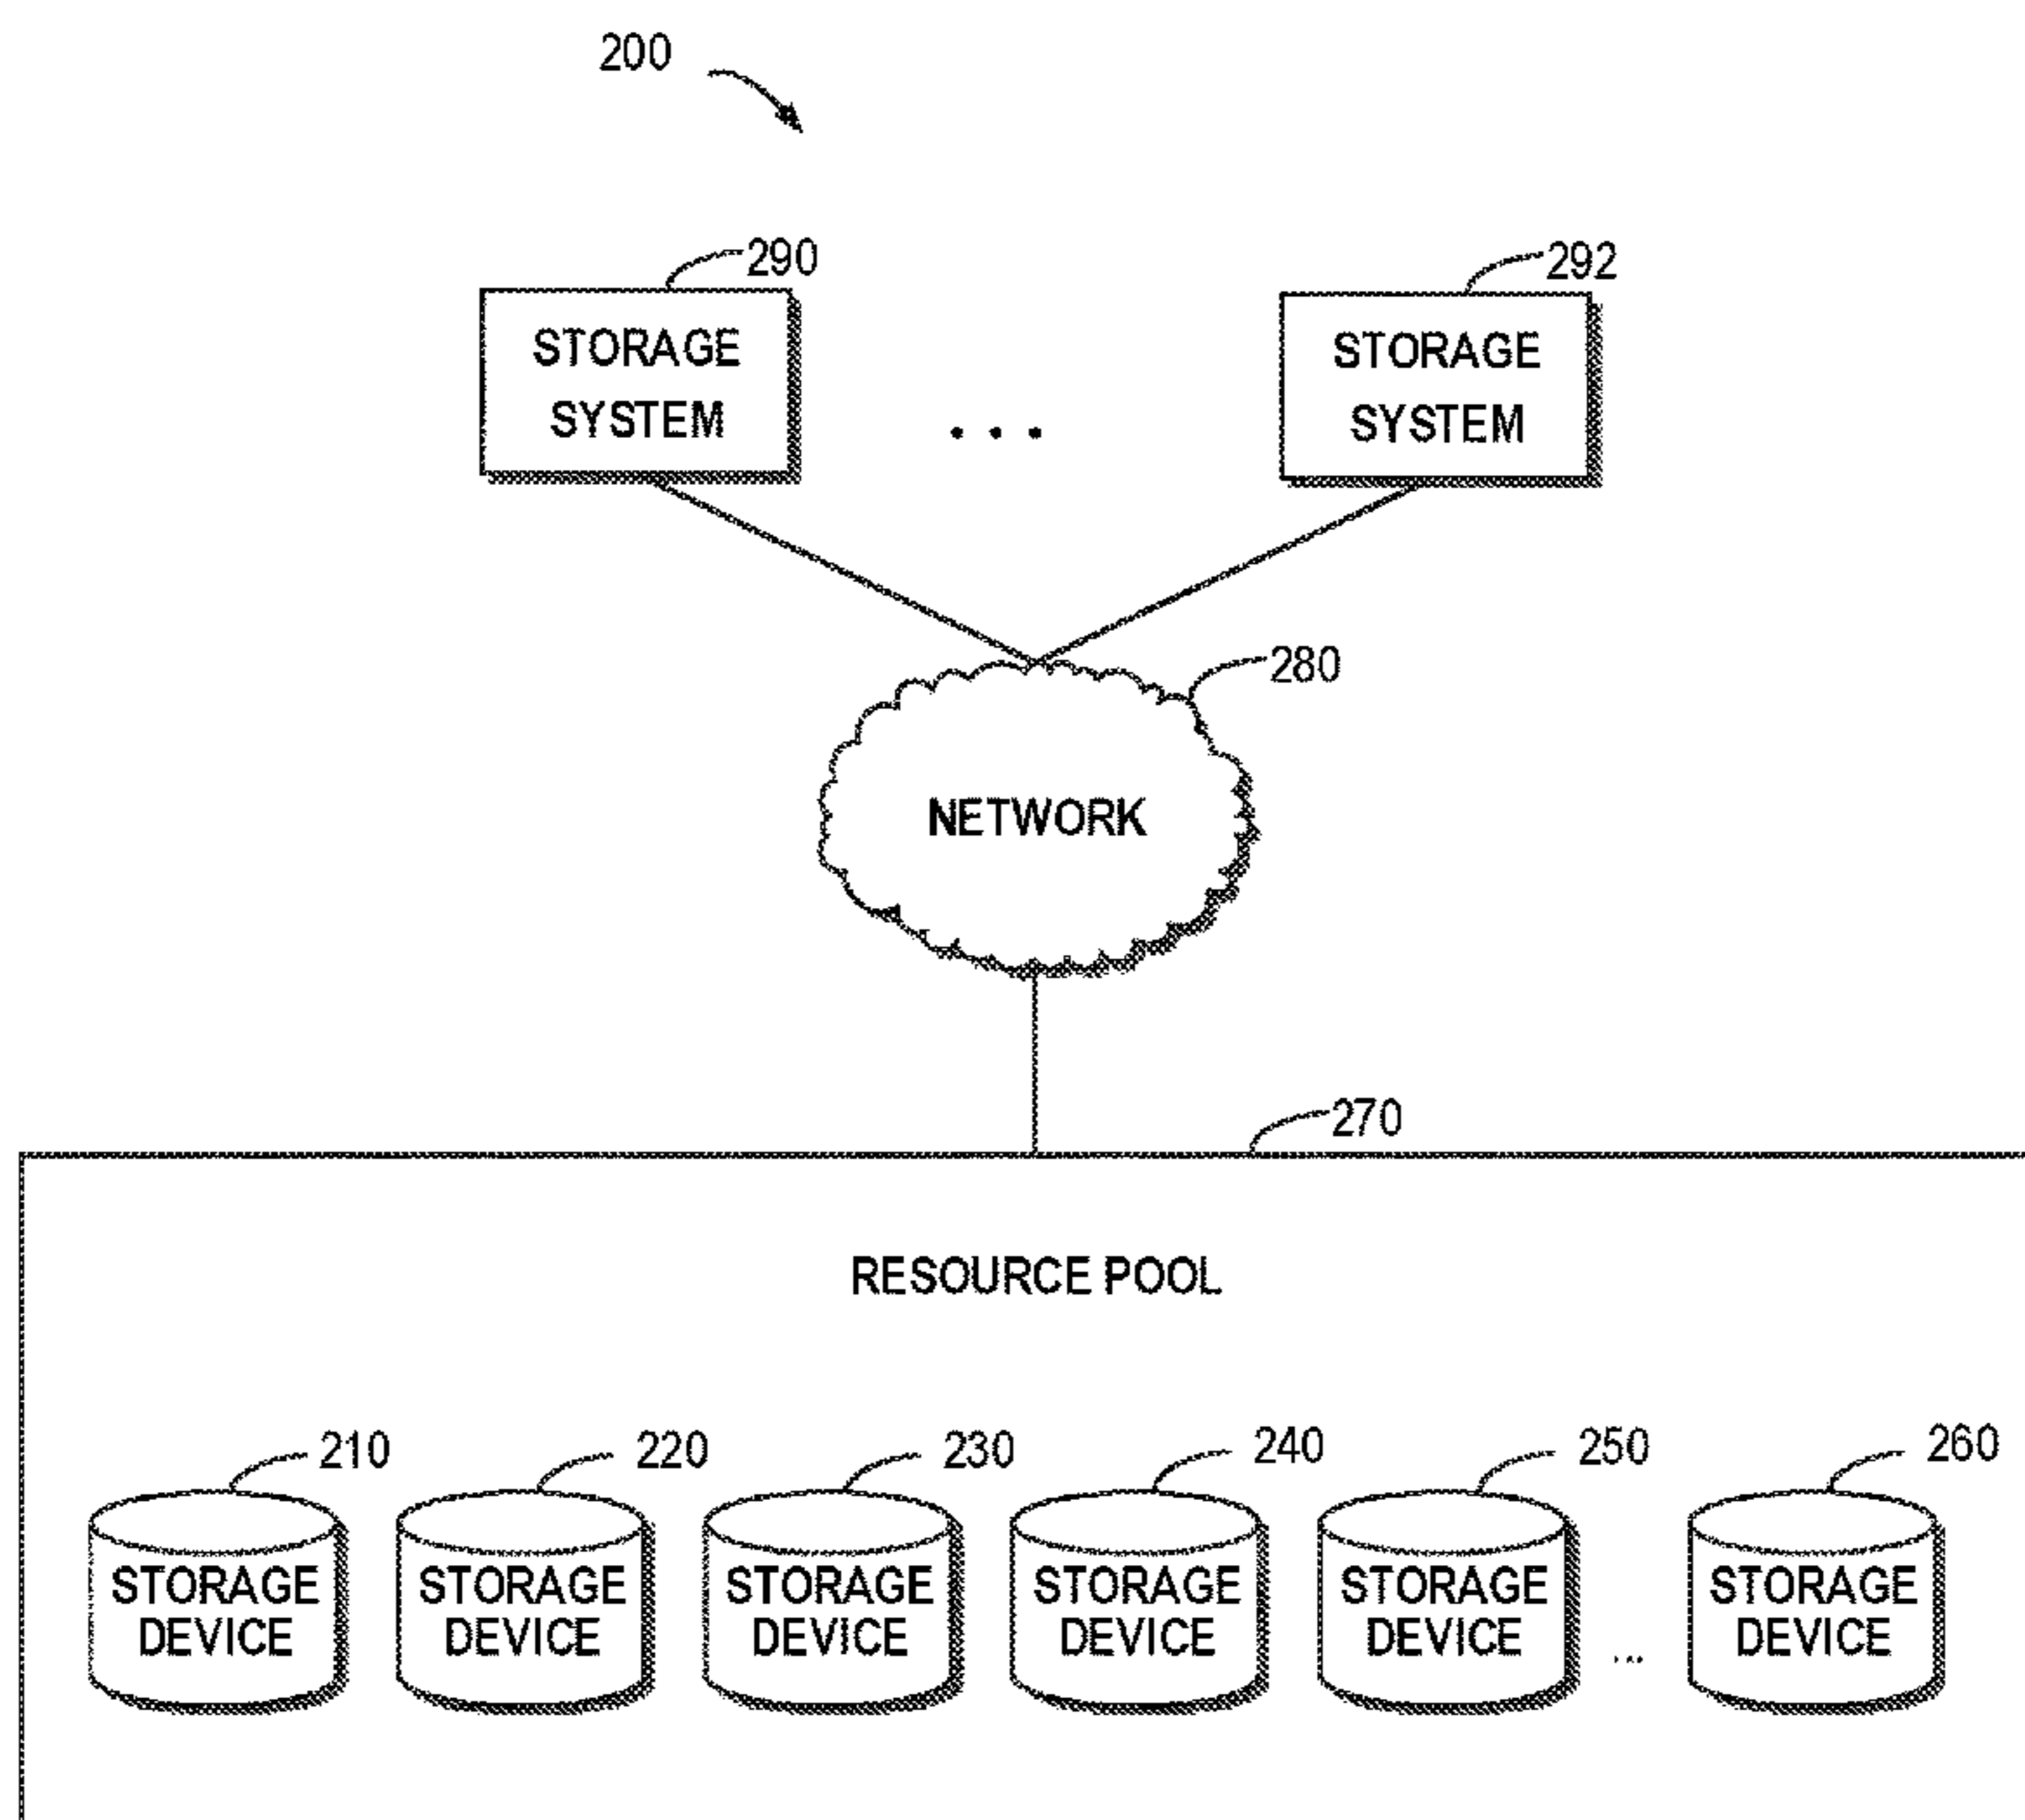 200
290
292
STORAGE
SYSTEM
...
STORAGE
SYSTEM
280
NETWORK
270
RESOURCE POOL
210
220
230
240
250
260
STORAGE
DEVICE
STORAGE
DEVICE
STORAGE
DEVICE
STORAGE
DEVICE
STORAGE
DEVICE
...
STORAGE
DEVICE